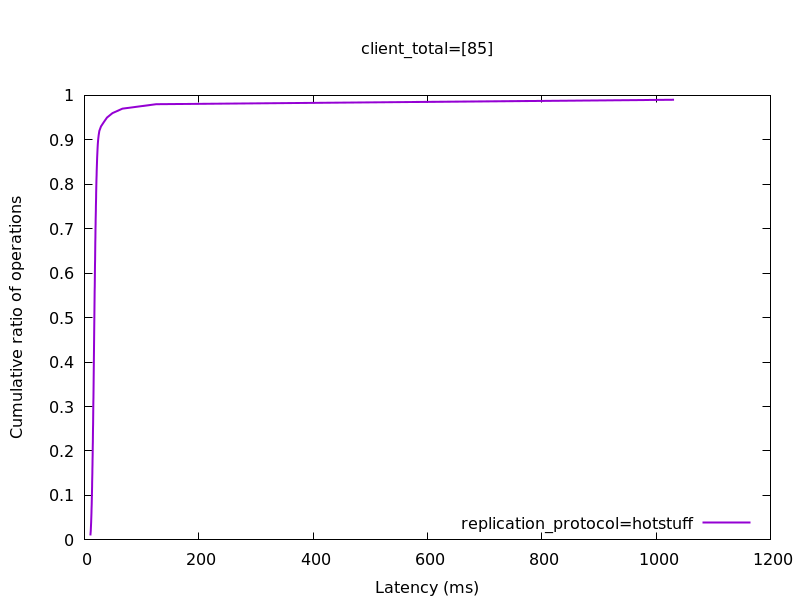 client_total=[85]
1
0.9
0.8
0.7
0.6
0.5
0.4
0.3
0.2
0.1
0
Cumulative ratio of operations
replication_protocol=hotstuff
0 200 400 600 800 1000 1200
Latency (ms)